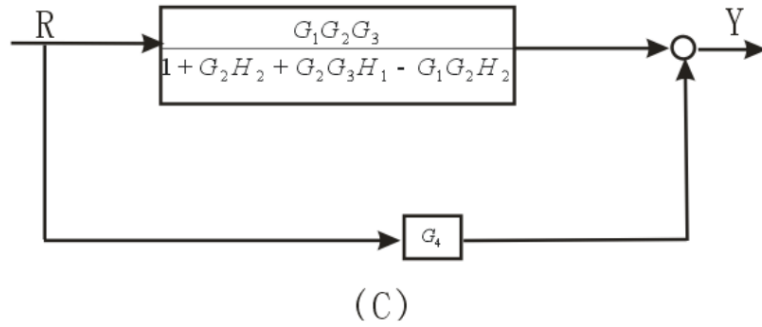 R
G₁G₂G₃
Y
1 + G₂H₂ + G₂G₃H₁ - G₁G₂H₂
G₄
(C)